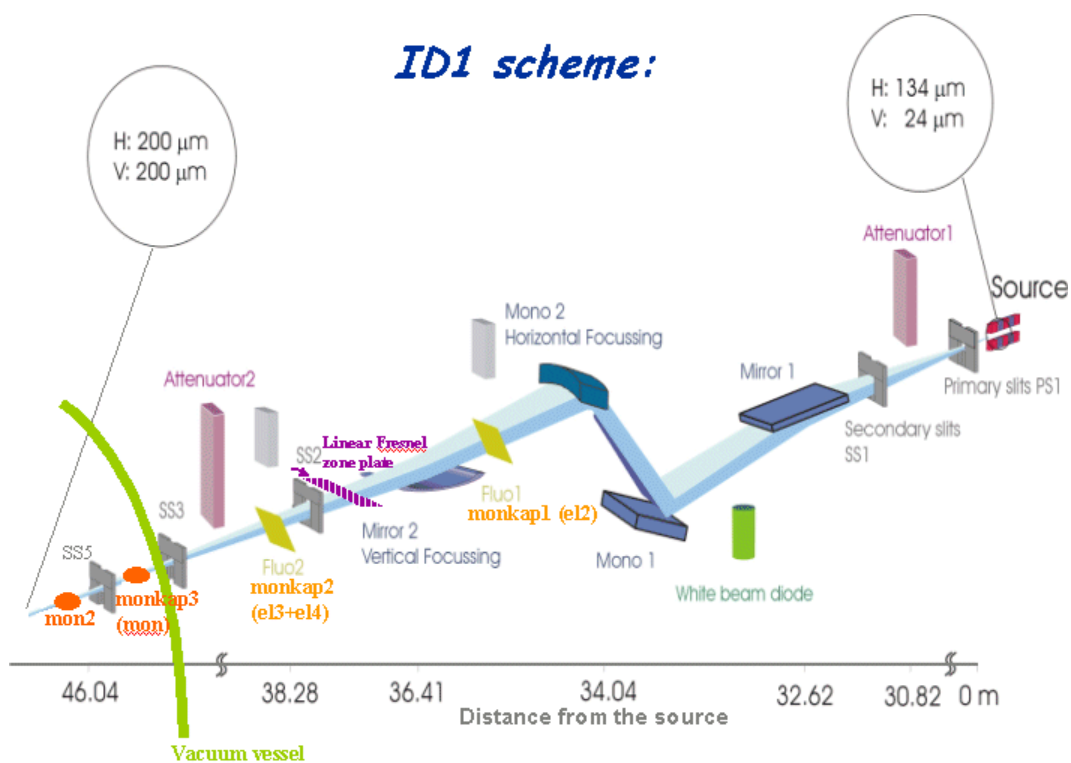 ID1 scheme:
H: 134 µm
V: 24 µm
H: 200 µm
V: 200 µm
Attenuator1
Source
Mono 2
Horizontal Focussing
Mirror 1
Primary slits PS1
Attenuator2
Secondary slits
SS1
SS2
Linear Fresnel
zone plate
Fluo1
monkap1 (el2)
SS3
Mirror 2
Vertical Focussing
Mono 1
SS5
Fluo2
monkap2
(el3+el4)
White beam diode
monkap3
(mon)
mon2
46.04 38.28 36.41 34.04 32.62 30.82 0 m
Distance from the source
Vacuum vessel